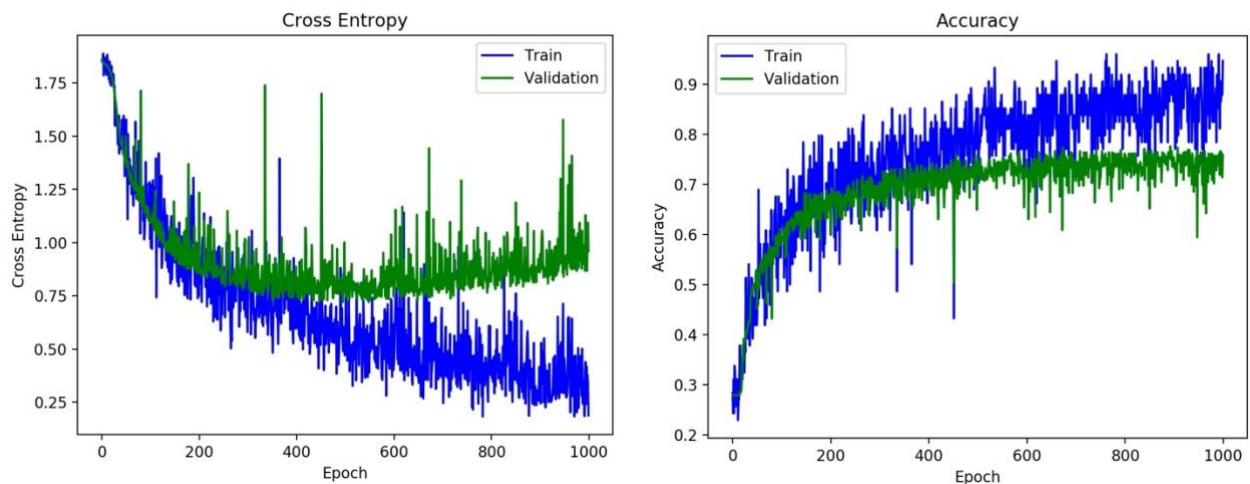 Cross Entropy
Train
Validation
1.75
1.50
1.25
1.00
0.75
0.50
0.25
Cross Entropy
0
200
400
600
800
1000
Epoch
Accuracy
Train
Validation
0.9
0.8
0.7
0.6
0.5
0.4
0.3
0.2
Accuracy
0
200
400
600
800
1000
Epoch